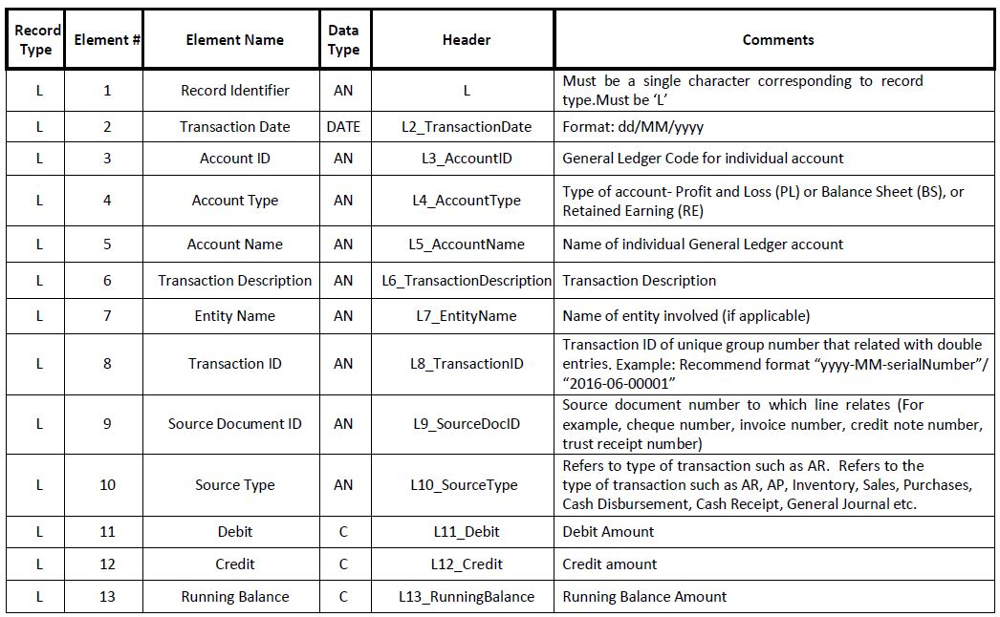 Record Type Element # Element Name Data Type Header Comments
L 1 Record Identifier AN L Must be a single character corresponding to record
type.Must be ‘L’
L 2 Transaction Date DATE L2_TransactionDate Format: dd/MM/yyyy
L 3 Account ID AN L3_AccountID General Ledger Code for individual account
L 4 Account Type AN L4_AccountType Type of account- Profit and Loss (PL) or Balance Sheet (BS), or
Retained Earning (RE)
L 5 Account Name AN L5_AccountName Name of individual General Ledger account
L 6 Transaction Description AN L6_TransactionDescription Transaction Description
L 7 Entity Name AN L7_EntityName Name of entity involved (if applicable)
L 8 Transaction ID AN L8_TransactionID Transaction ID of unique group number that related with double
entries. Example: Recommend format “yyyy-MM-serialNumber”/
“2016-06-00001”
L 9 Source Document ID AN L9_SourceDocID Source document number to which line relates (For
example, cheque number, invoice number, credit note number,
trust receipt number)
L 10 Source Type AN L10_SourceType Refers to type of transaction such as AR. Refers to the
type of transaction such as AR, AP, Inventory, Sales, Purchases,
Cash Disbursement, Cash Receipt, General Journal etc.
L 11 Debit C L11_Debit Debit Amount
L 12 Credit C L12_Credit Credit amount
L 13 Running Balance C L13_RunningBalance Running Balance Amount